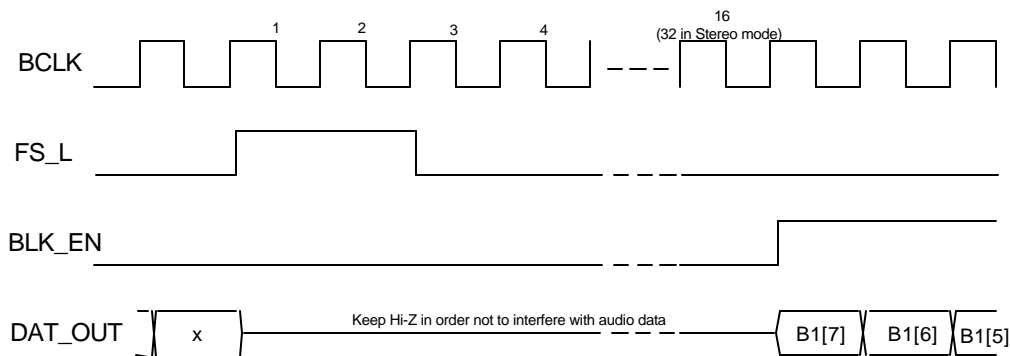 16
1 2 3 4 (32 in Stereo mode)
BCLK
FS_L
BLK_EN
Keep Hi-Z in order not to interfere with audio data
DAT_OUT x B1[7] B1[6] B1[5]